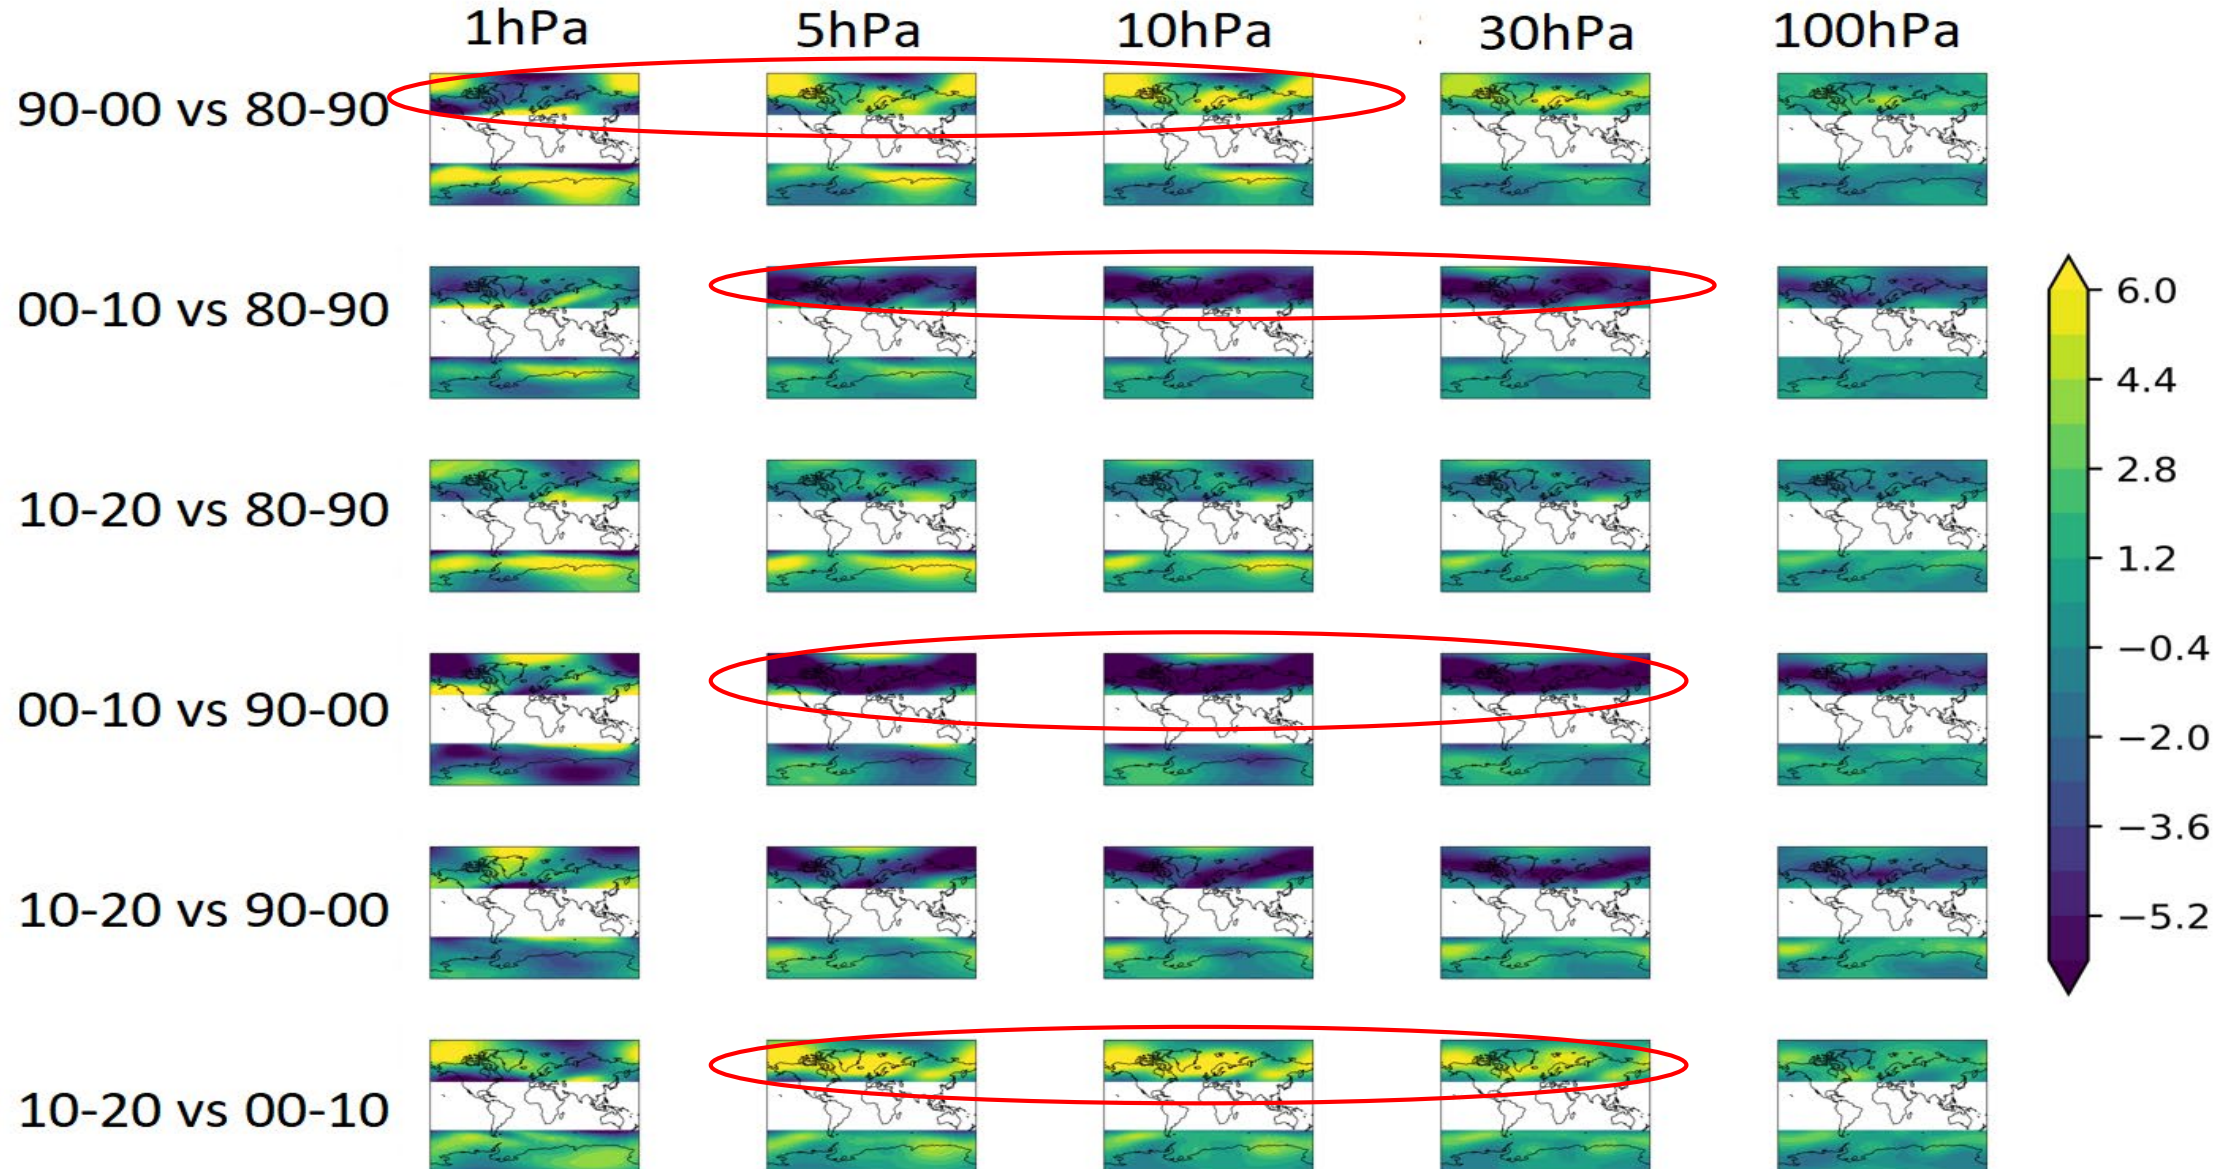 1hPa 5hPa 10hPa 30hPa 100hPa
90-00 vs 80-90
00-10 vs 80-90
10-20 vs 80-90
00-10 vs 90-00
10-20 vs 90-00
10-20 vs 00-10
6.0
4.4
2.8
1.2
−0.4
−2.0
−3.6
−5.2